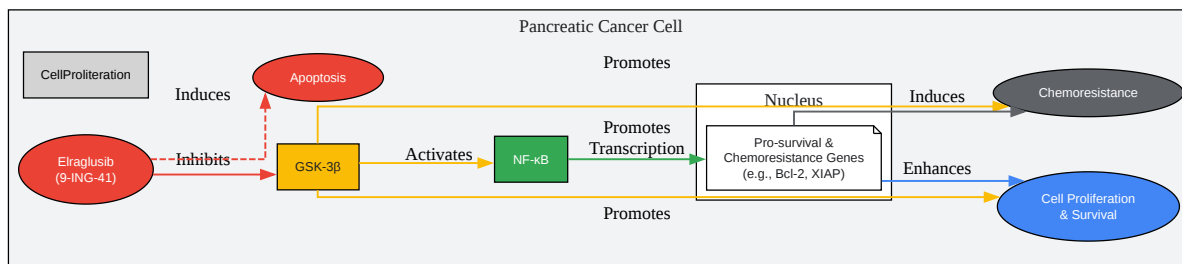 Pancreatic Cancer Cell
CellProliteration
Apoptosis
Promotes
Chemoresistance
Induces
Nucleus
Induces
Elraglusib
(9-ING-41)
Inhibits
GSK-3β
Activates
NF-κB
Promotes
Transcription
Pro-survival &
Chemoresistance Genes
(e.g., Bcl-2, XIAP)
Enhances
Cell Proliferation
& Survival
Promotes